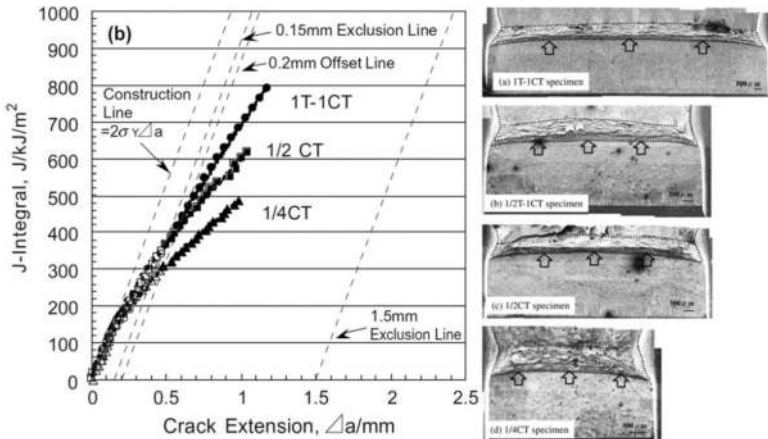 (b)
1000
900
800
700
600
500
400
300
200
100
0
0
0.5
1
1.5
2
2.5
J-Integral, J/kJ/m²
Crack Extension, ⊿a/mm
0.15mm Exclusion Line
0.2mm Offset Line
Construction
Line
=2σY⊿a
1T-1CT
1/2 CT
1/4CT
1.5mm
Exclusion Line
(a) 1T-1CT specimen
(b) 1/2T-1CT specimen
(c) 1/2CT specimen
(d) 1/4CT specimen